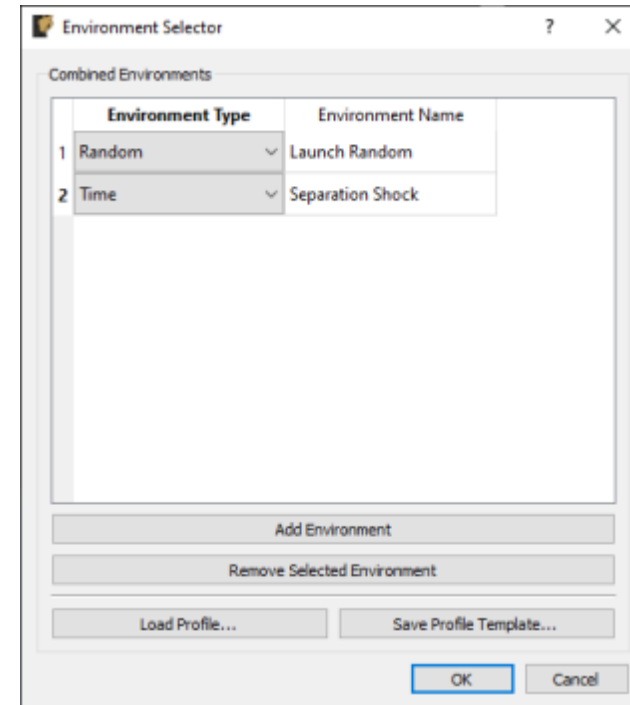 Environment Selector ? ×
Combined Environments
Environment Type Environment Name
1 Random Launch Random
2 Time Separation Shock
Add Environment
Remove Selected Environment
Load Profile... Save Profile Template...
OK Cancel